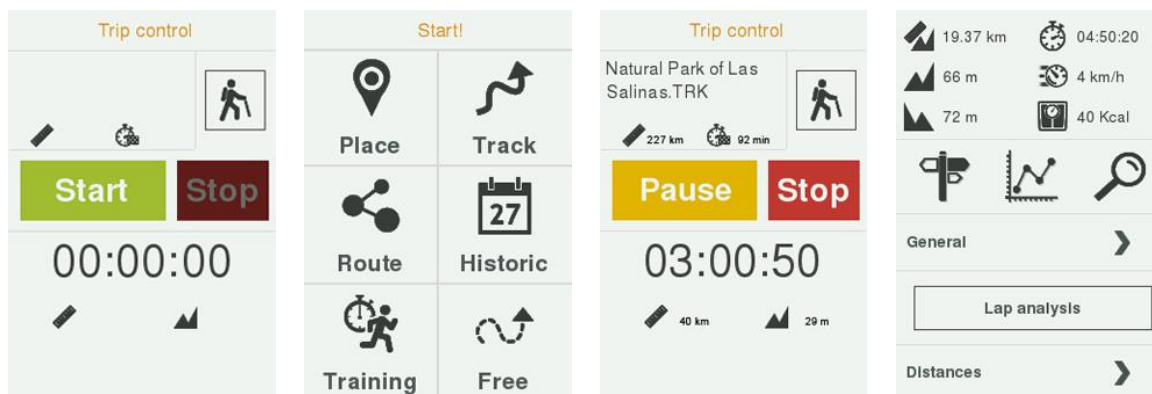 Trip control
Start
Stop
00:00:00
Start!
Place
Track
Route
27
Historic
Training
Free
Trip control
Natural Park of Las
Salinas.TRK
227 km
92 min
Pause
Stop
03:00:50
40 km
29 m
19.37 km
04:50:20
66 m
4 km/h
72 m
40 Kcal
General
Lap analysis
Distances